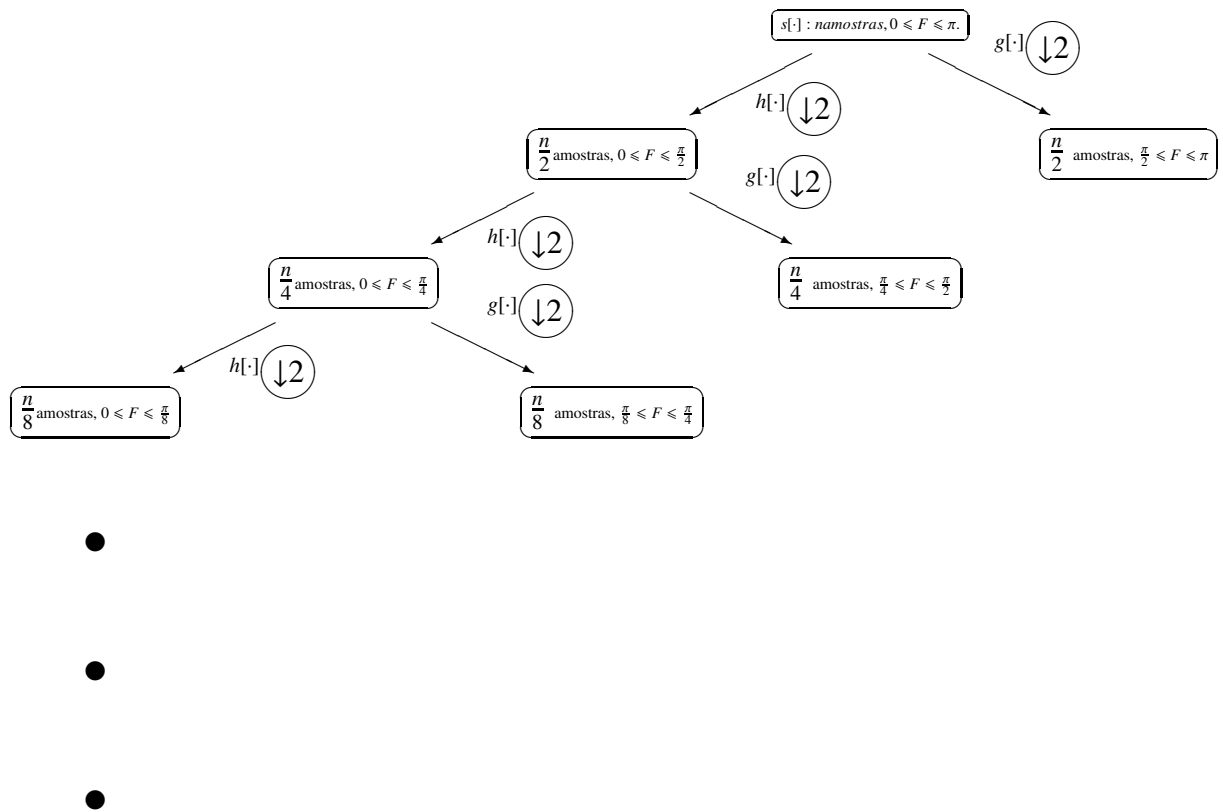 s[·] : namostras, 0 ⩽ F ⩽ π.
g[·] ↓2
h[·] ↓2
n/2 amostras, 0 ⩽ F ⩽ π/2
n/2 amostras, π/2 ⩽ F ⩽ π
g[·] ↓2
h[·] ↓2
n/4 amostras, 0 ⩽ F ⩽ π/4
n/4 amostras, π/4 ⩽ F ⩽ π/2
g[·] ↓2
h[·] ↓2
n/8 amostras, 0 ⩽ F ⩽ π/8
n/8 amostras, π/8 ⩽ F ⩽ π/4